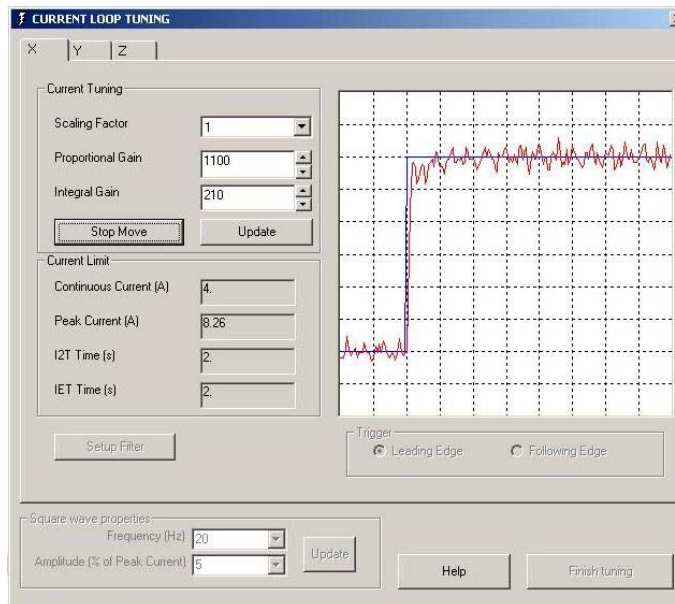 CURRENT LOOP TUNING
X Y Z
Current Tuning
Scaling Factor 1
Proportional Gain 1100
Integral Gain 210
Stop Move Update
Current Limit
Continuous Current (A) 4.
Peak Current (A) 8.26
I2T Time (s) 2.
IET Time (s) 2.
Setup Filter
Trigger
Leading Edge Following Edge
Square wave properties
Frequency (Hz) 20
Amplitude (% of Peak Current) 5
Update
Help
Finish tuning